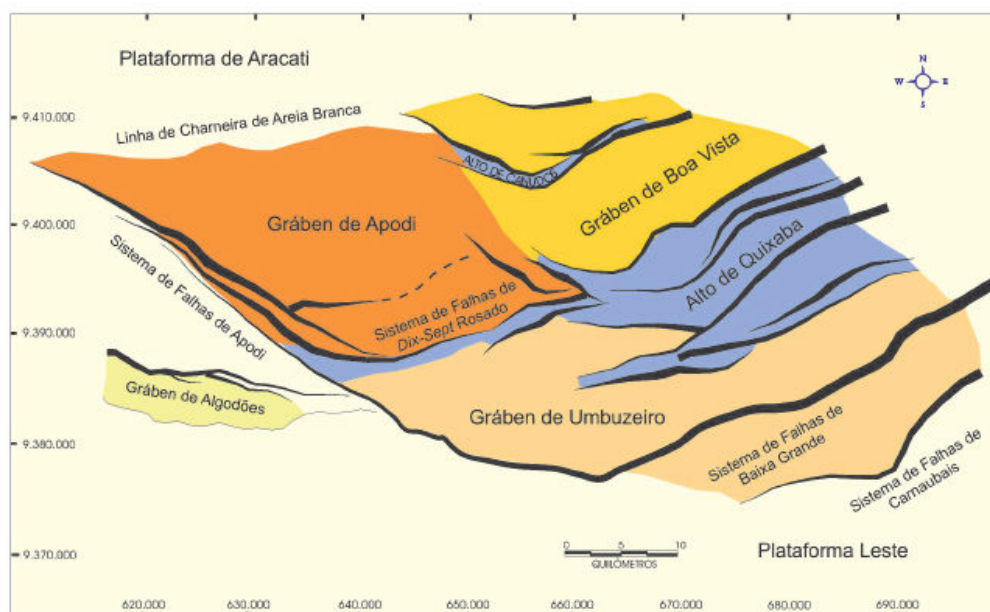 Plataforma de Aracati
N
W E
S
9.410.000
Linha de Charneira de Areia Branca
ALTO DE CANUDOS
Gráben de Boa Vista
9.400.000
Gráben de Apodi
Alto de Quixaba
Sistema de Falhas de Apodi
9.390.000
Sistema de Falhas de
Dix-Sept Rosado
Gráben de Algodões
Gráben de Umbuzeiro
9.380.000
Sistema de Falhas de
Baixa Grande
Sistema de Falhas de
Carnaubais
9.370.000
0 5 10
QUILÔMETROS
Plataforma Leste
620.000 630.000 640.000 650.000 660.000 670.000 680.000 690.000